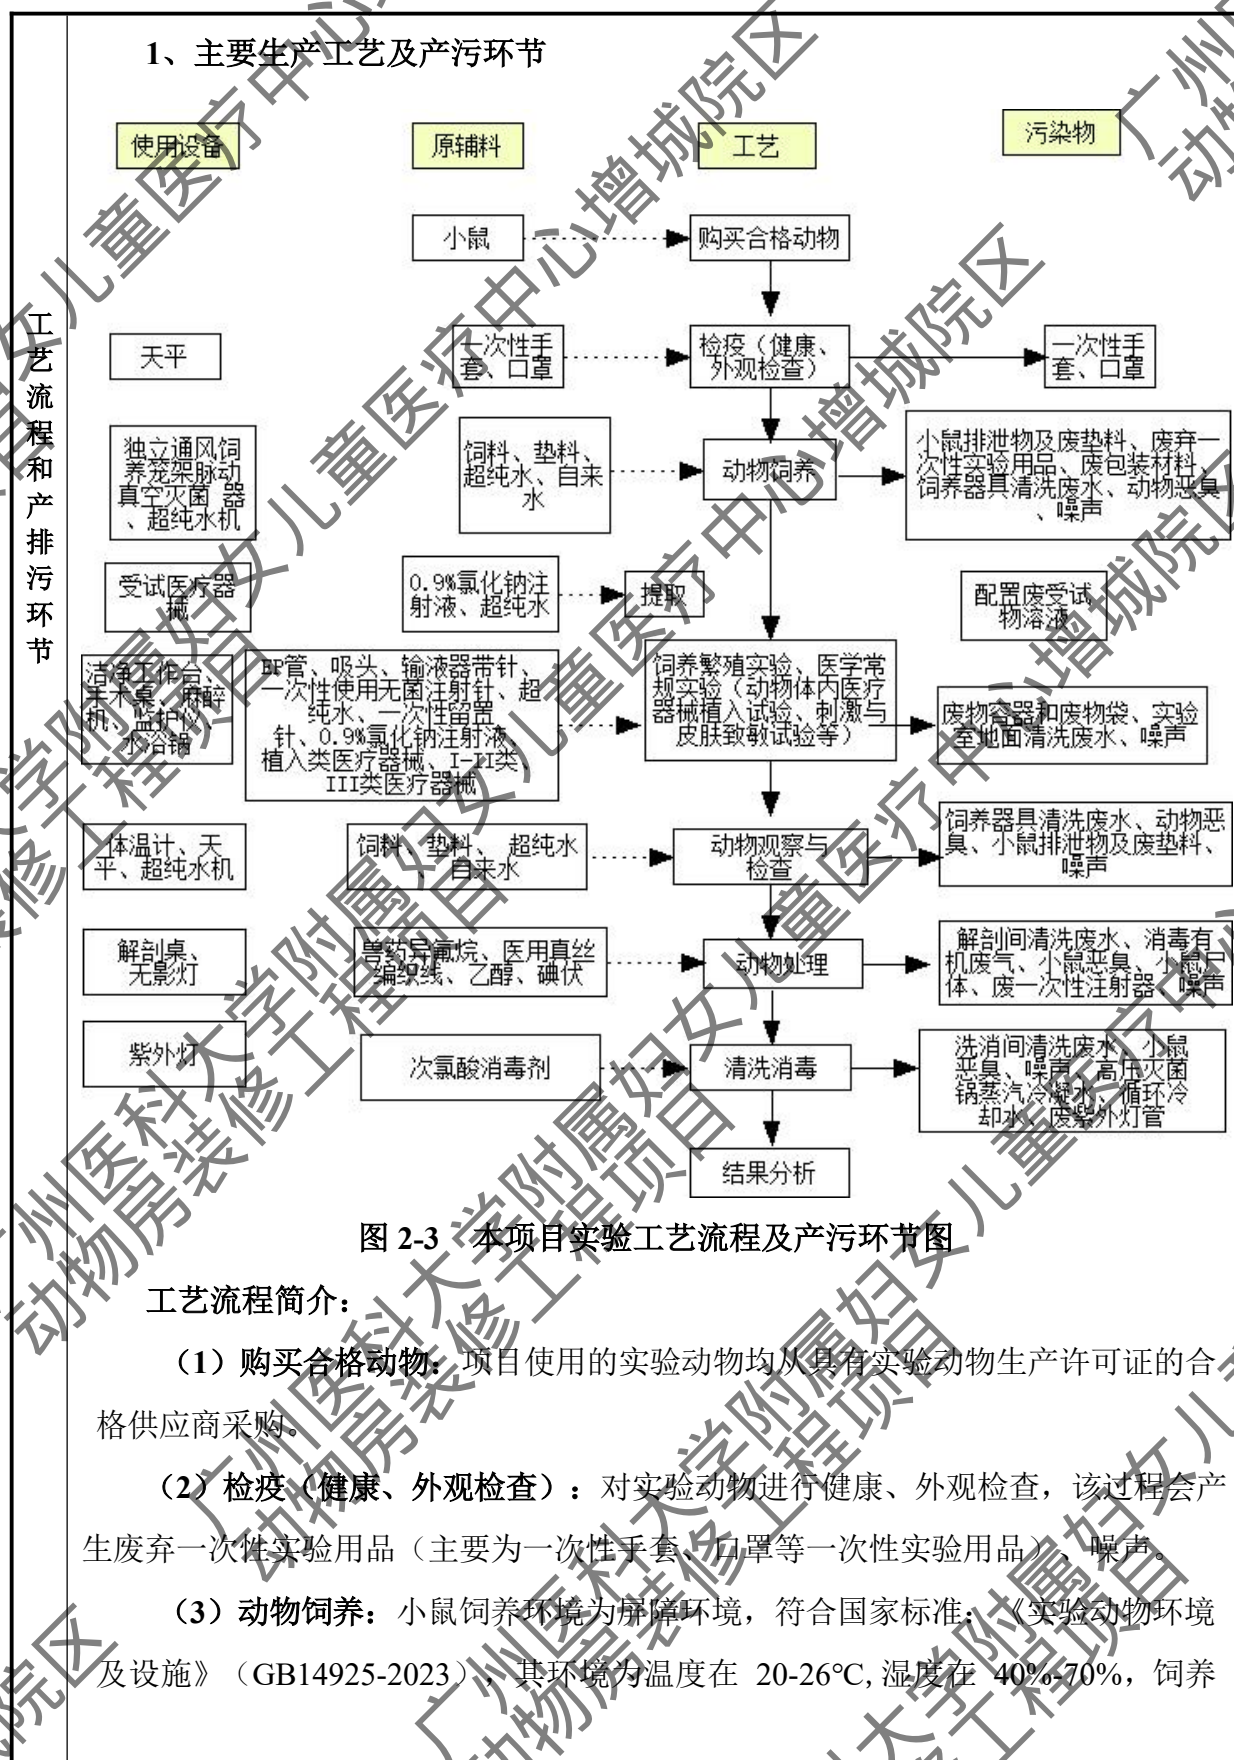 1、主要生产工艺及产污环节
使用设备
原辅料
工艺
污染物
小鼠
购买合格动物
天平
一次性手
套、口罩
检疫（健康、
外观检查）
一次性手
套、口罩
独立通风饲
养笼架脉动
真空灭菌 器
、超纯水机
饲料、垫料、
超纯水、自来
水
动物饲养
小鼠排泄物及废垫料、废弃一
次性实验用品、废包装材料、
饲养器具清洗废水、动物恶臭
、噪声
受试医疗器
械
0.9%氯化钠注
射液、超纯水
提取
配置废受试
物溶液
洁净工作台、
手术桌、麻醉
机、监护仪、
水浴锅
EP管、吸头、输液器带针、
一次性使用无菌注射针、超
纯水、一次性留置
针、0.9%氯化钠注射液、
植入类医疗器械、I-II类、
III类医疗器械
饲养繁殖实验、医学常
规实验（动物体内医疗
器械植入试验、刺激与
皮肤致敏试验等）
废物容器和废物袋、实验
室地面清洗废水、噪声
体温计、天
平、超纯水机
饲料、垫料、 超纯水
、自来水
动物观察与
检查
饲养器具清洗废水、动物恶
臭、小鼠排泄物及废垫料、
噪声
解剖桌、
无影灯
兽药异氟烷、医用真丝
编织线、乙醇、碘伏
动物处理
解剖间清洗废水、消毒有
机废气、小鼠恶臭、小鼠尸
体、废一次性注射器、噪声
紫外灯
次氯酸消毒剂
清洗消毒
洗消间清洗废水、小鼠
恶臭、噪声、高压灭菌
锅蒸汽冷凝水、循环冷
却水、废紫外灯管
结果分析
工艺流程和产排污环节
图 2-3 本项目实验工艺流程及产污环节图
工艺流程简介：
（1）购买合格动物：项目使用的实验动物均从具有实验动物生产许可证的合
格供应商采购。
（2）检疫（健康、外观检查）：对实验动物进行健康、外观检查，该过程会产
生废弃一次性实验用品（主要为一次性手套、口罩等一次性实验用品）、噪声。
（3）动物饲养：小鼠饲养环境为屏障环境，符合国家标准：《实验动物环境
及设施》（GB14925-2023），其环境为温度在 20-26℃,湿度在 40%-70%，饲养
广州医科大学附属妇女儿童医疗中心增城院区
动物房装修工程项目